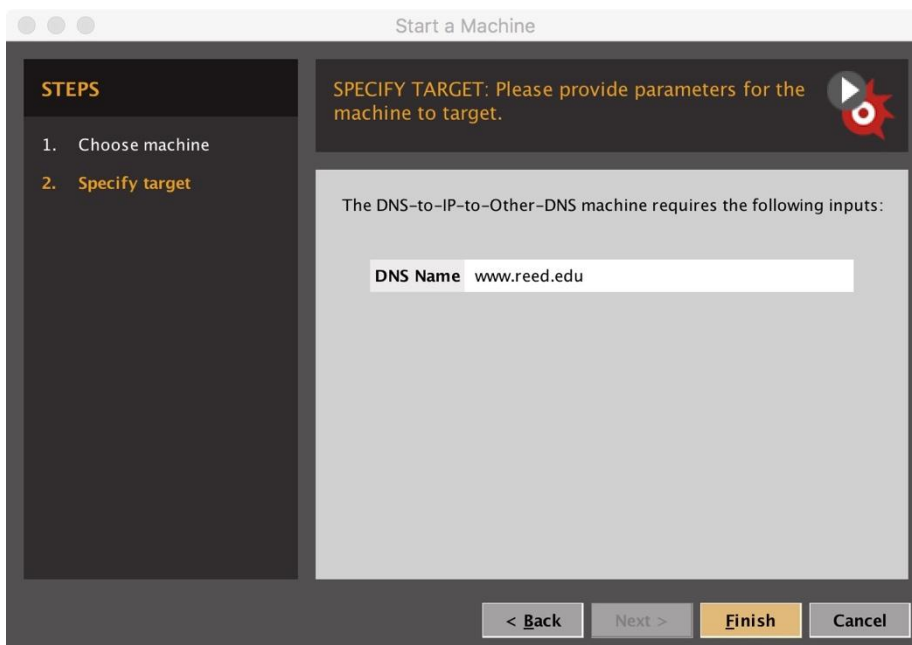 Start a Machine
STEPS
1. Choose machine
2. Specify target
SPECIFY TARGET: Please provide parameters for the
machine to target.
The DNS-to-IP-to-Other-DNS machine requires the following inputs:
DNS Name www.reed.edu
< Back Next > Finish Cancel